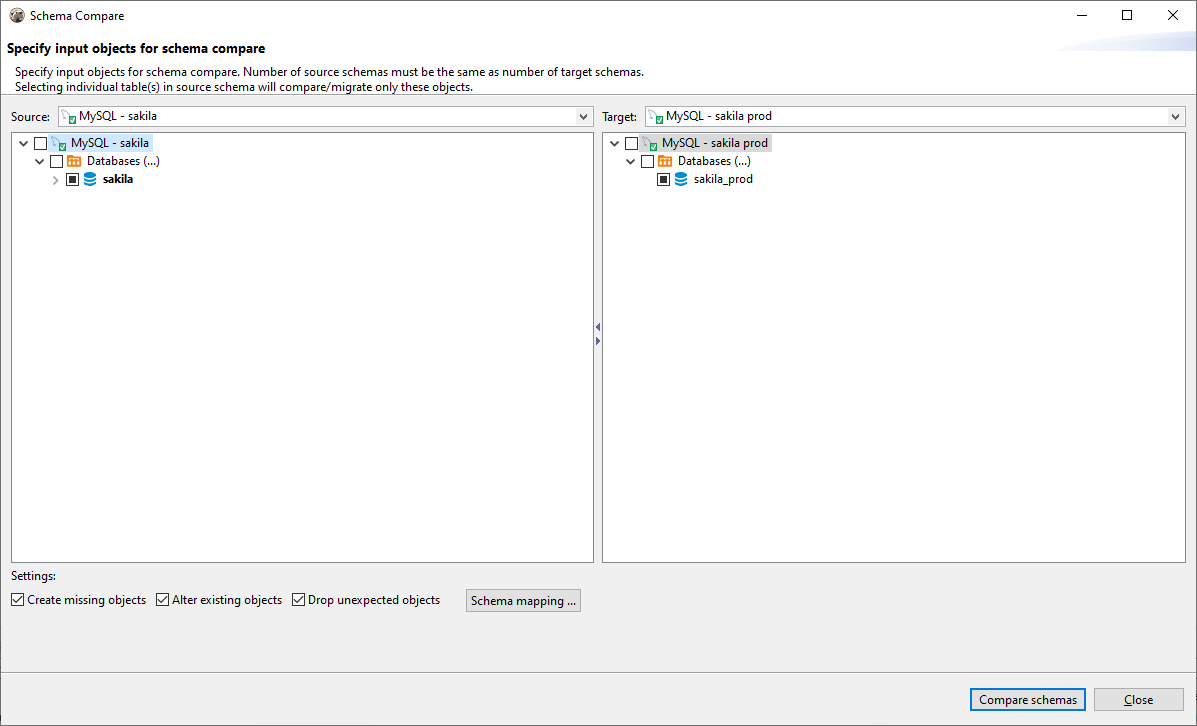 Schema Compare
Specify input objects for schema compare
Specify input objects for schema compare. Number of source schemas must be the same as number of target schemas.
Selecting individual table(s) in source schema will compare/migrate only these objects.
Source: MySQL - sakila
Target: MySQL - sakila prod
MySQL - sakila
Databases (...)
sakila
MySQL - sakila prod
Databases (...)
sakila_prod
Settings:
Create missing objects Alter existing objects Drop unexpected objects Schema mapping ...
Compare schemas Close